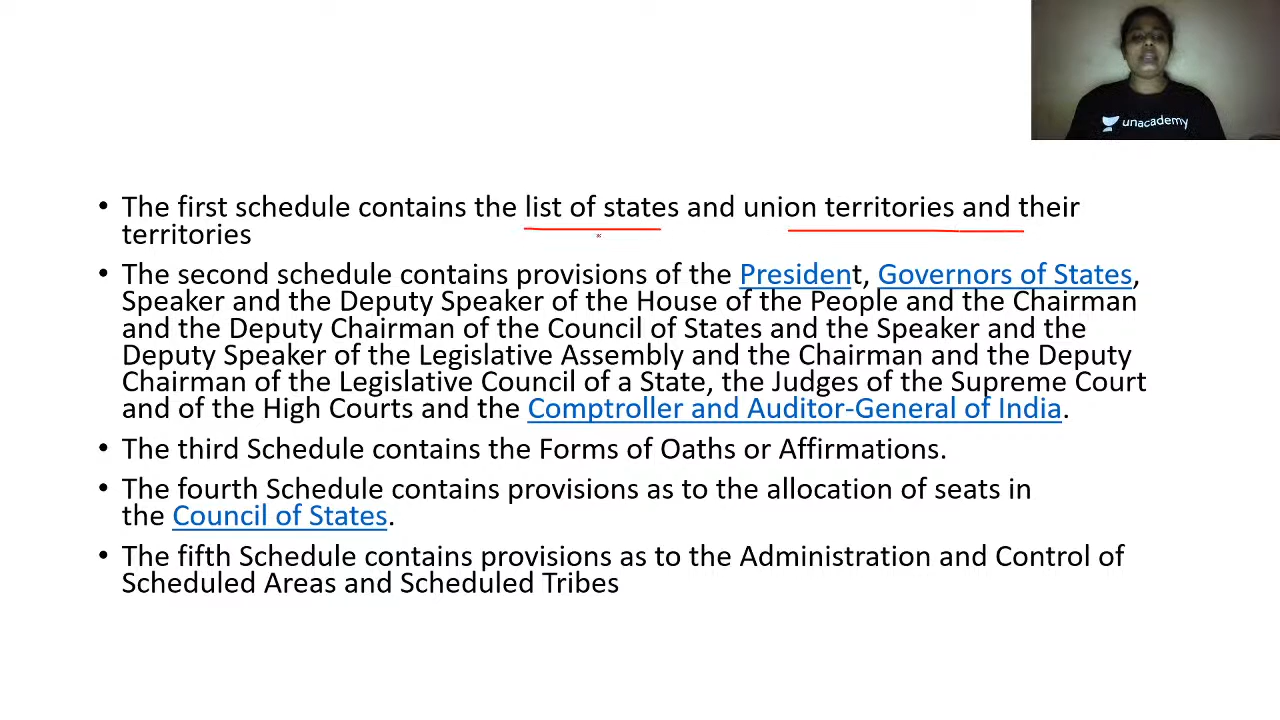 unacademy
• The first schedule contains the list of states and union territories and their
territories
• The second schedule contains provisions of the President, Governors of States,
Speaker and the Deputy Speaker of the House of the People and the Chairman
and the Deputy Chairman of the Council of States and the Speaker and the
Deputy Speaker of the Legislative Assembly and the Chairman and the Deputy
Chairman of the Legislative Council of a State, the Judges of the Supreme Court
and of the High Courts and the Comptroller and Auditor-General of India.
• The third Schedule contains the Forms of Oaths or Affirmations.
• The fourth Schedule contains provisions as to the allocation of seats in
the Council of States.
• The fifth Schedule contains provisions as to the Administration and Control of
Scheduled Areas and Scheduled Tribes